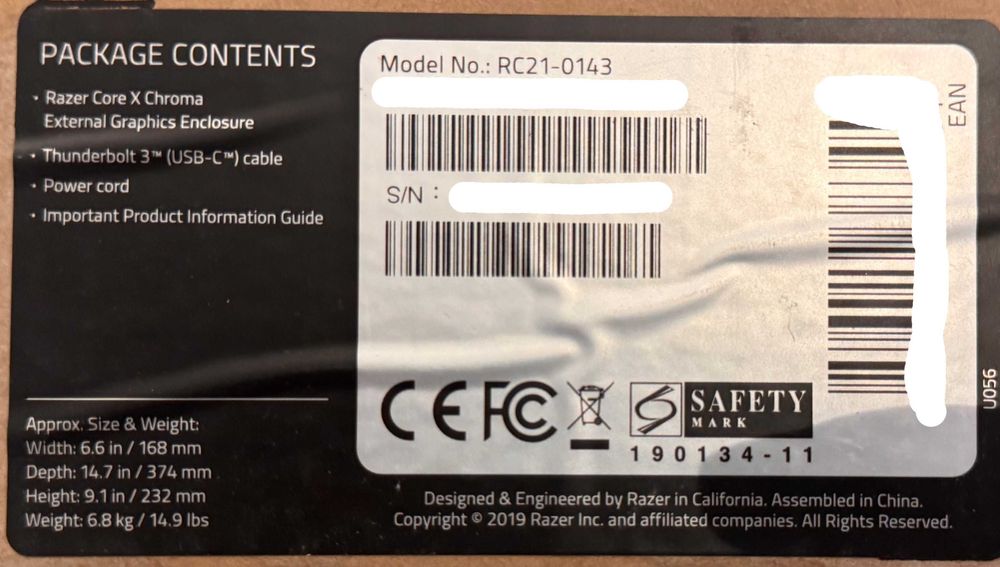 PACKAGE CONTENTS
· Razer Core X Chroma
External Graphics Enclosure
· Thunderbolt 3™ (USB-C™) cable
· Power cord
· Important Product Information Guide
Approx. Size & Weight:
Width: 6.6 in / 168 mm
Depth: 14.7 in / 374 mm
Height: 9.1 in / 232 mm
Weight: 6.8 kg / 14.9 lbs
Model No.: RC21-0143
S/N :
EAN
U056
CE FC
SAFETY
MARK
190134-11
Designed & Engineered by Razer in California. Assembled in China.
Copyright © 2019 Razer Inc. and affiliated companies. All Rights Reserved.